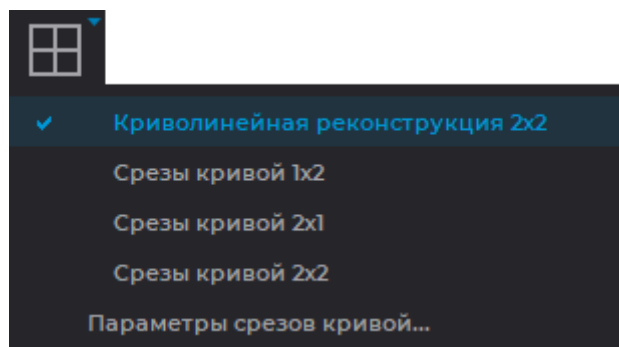 Криволинейная реконструкция 2x2
Срезы кривой 1x2
Срезы кривой 2x1
Срезы кривой 2x2
Параметры срезов кривой...